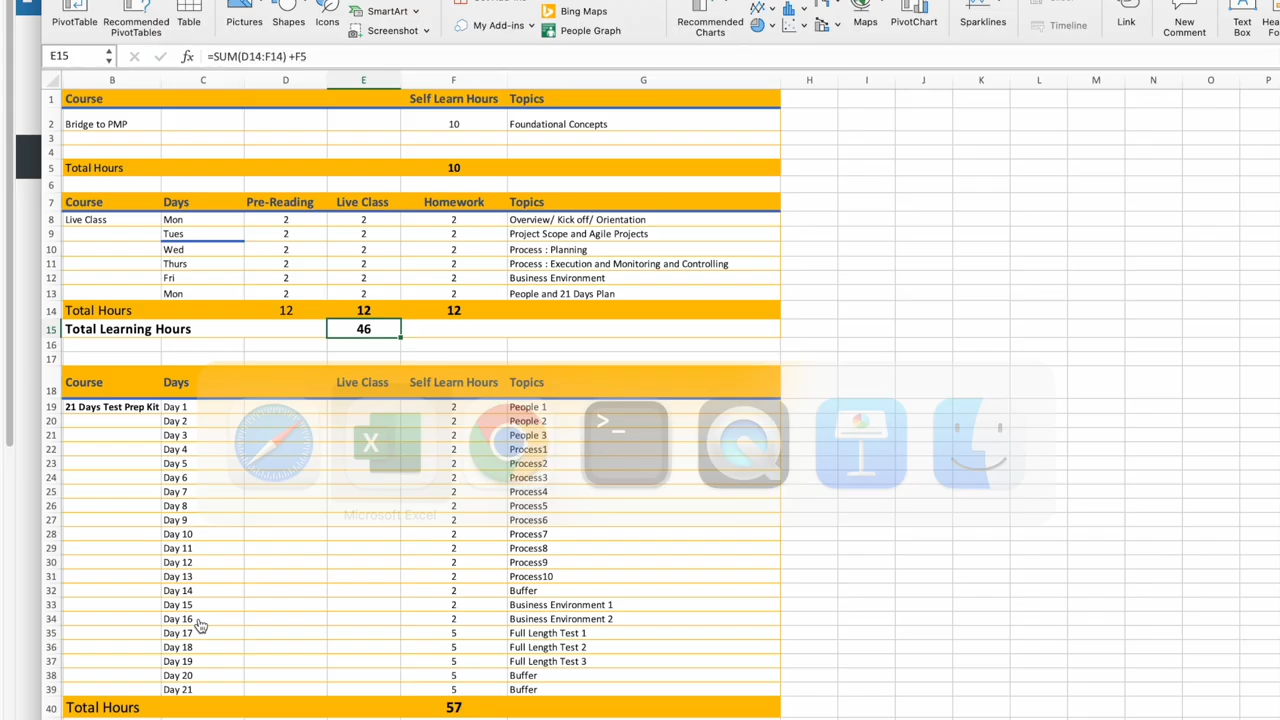 SmartArt
Bing Maps
Pictures Shapes Icons
Recommended PivotTables Table
Screenshot
My Add-ins
People Graph
Recommended Charts
Maps PivotChart
Sparklines
Timeline
Link
New Comment
Text Box
E15 fx =SUM(D14:F14) +F5
B C D E F G H I J K L M N O P
1 Course Self Learn Hours Topics
2 Bridge to PMP 10 Foundational Concepts
3
4
5 Total Hours 10
6
7 Course Days Pre-Reading Live Class Homework Topics
8 Live Class Mon 2 2 2 Overview/ Kick off/ Orientation
9 Tues 2 2 2 Project Scope and Agile Projects
10 Wed 2 2 2 Process : Planning
11 Thurs 2 2 2 Process : Execution and Monitoring and Controlling
12 Fri 2 2 2 Business Environment
13 Mon 2 2 2 People and 21 Days Plan
14 Total Hours 12 12 12
15 Total Learning Hours 46
16
17
18 Course Days Live Class Self Learn Hours Topics
19 21 Days Test Prep Kit Day 1 2 People 1
20 Day 2 2 People 2
21 Day 3 2 People 3
22 Day 4 2 Process1
23 Day 5 2 Process2
24 Day 6 2 Process3
25 Day 7 2 Process4
26 Day 8 2 Process5
Microsoft Excel
27 Day 9 2 Process6
28 Day 10 2 Process7
29 Day 11 2 Process8
30 Day 12 2 Process9
31 Day 13 2 Process10
32 Day 14 2 Buffer
33 Day 15 2 Business Environment 1
34 Day 16 2 Business Environment 2
35 Day 17 5 Full Length Test 1
36 Day 18 5 Full Length Test 2
37 Day 19 5 Full Length Test 3
38 Day 20 5 Buffer
39 Day 21 5 Buffer
40 Total Hours 57